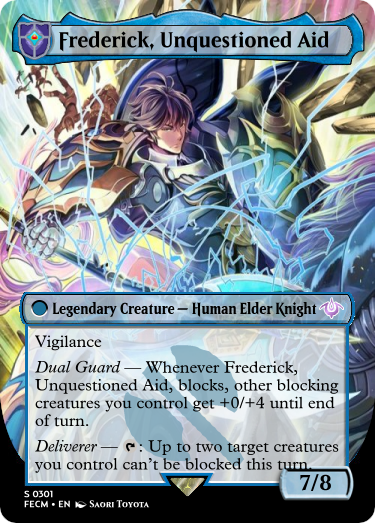 Frederick, Unquestioned Aid
Legendary Creature — Human Elder Knight
Vigilance
Dual Guard — Whenever Frederick,
Unquestioned Aid, blocks, other blocking
creatures you control get +0/+4 until end
of turn.
Deliverer — : Up to two target creatures
you control can't be blocked this turn.
7/8
S 0301
FECM • EN Saori Toyota